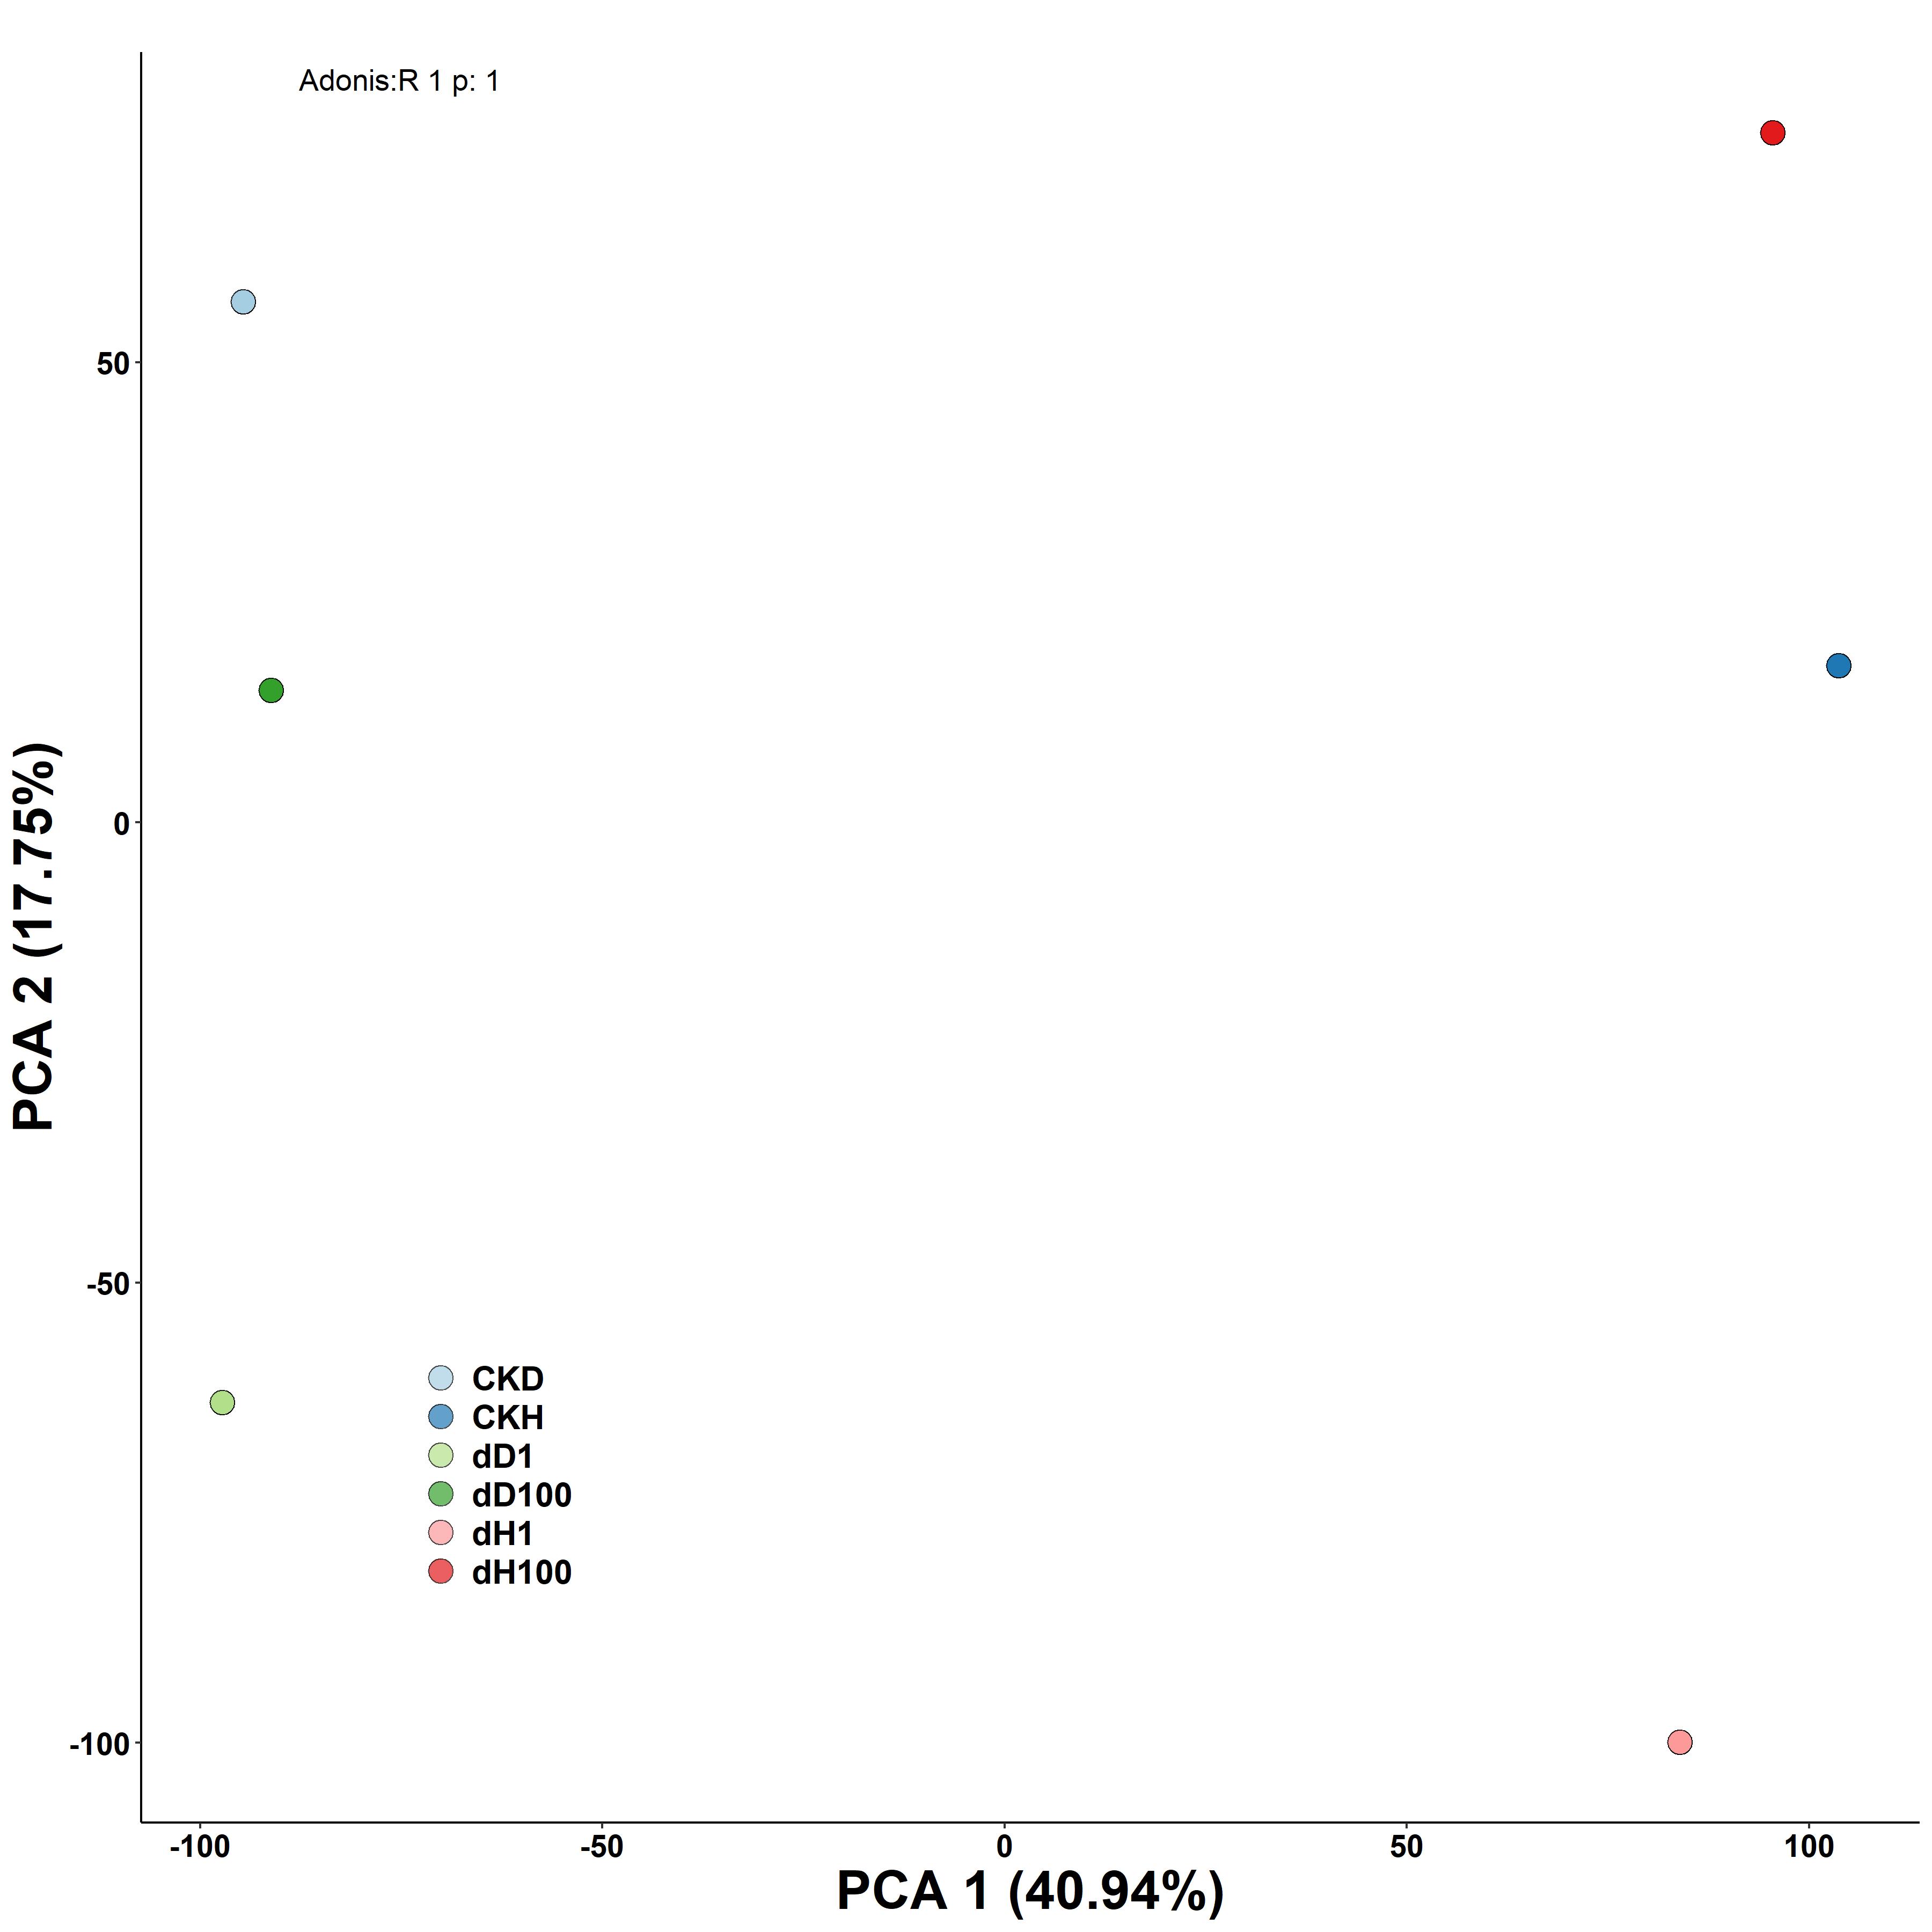 Adonis:R 1 p: 1
50
0
-50
-100
PCA 2 (17.75%)
CKD
CKH
dD1
dD100
dH1
dH100
-100 -50 0 50 100
PCA 1 (40.94%)